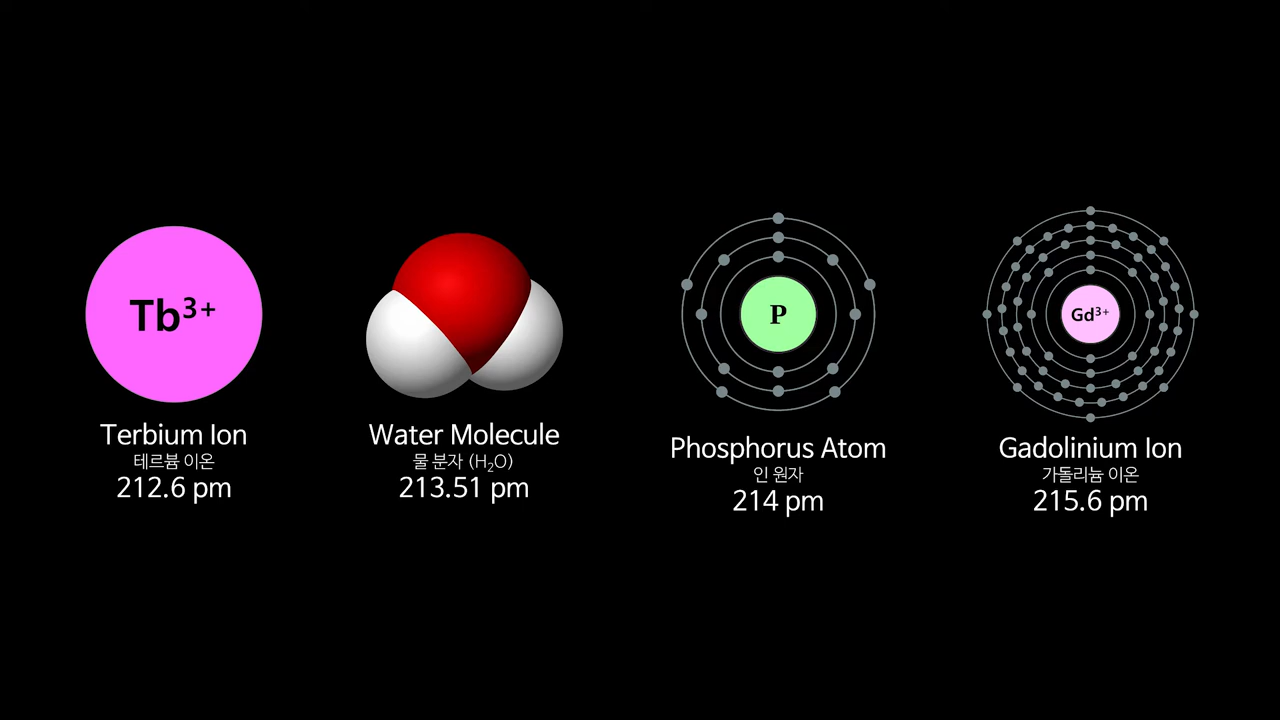 Tb³⁺
Terbium Ion
테르븀 이온
212.6 pm
Water Molecule
물 분자 (H₂O)
213.51 pm
P
Phosphorus Atom
인 원자
214 pm
Gd³⁺
Gadolinium Ion
가돌리늄 이온
215.6 pm